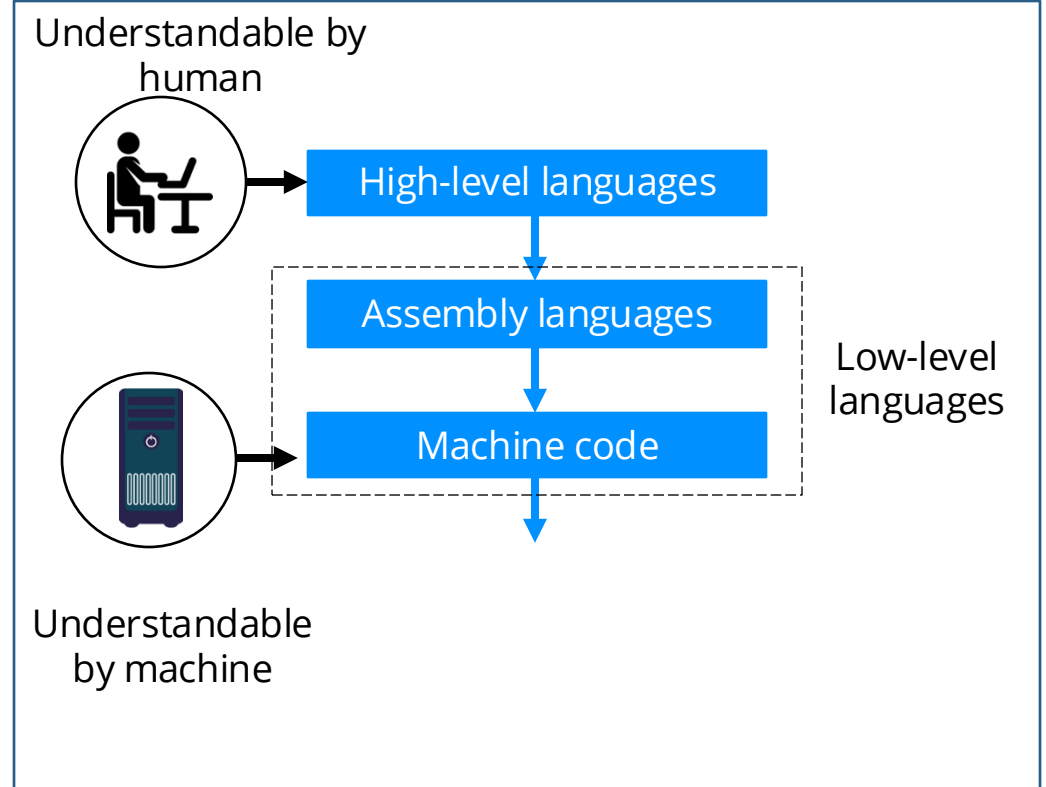 Understandable by
human
High-level languages
Assembly languages
Low-level
languages
Machine code
Understandable
by machine